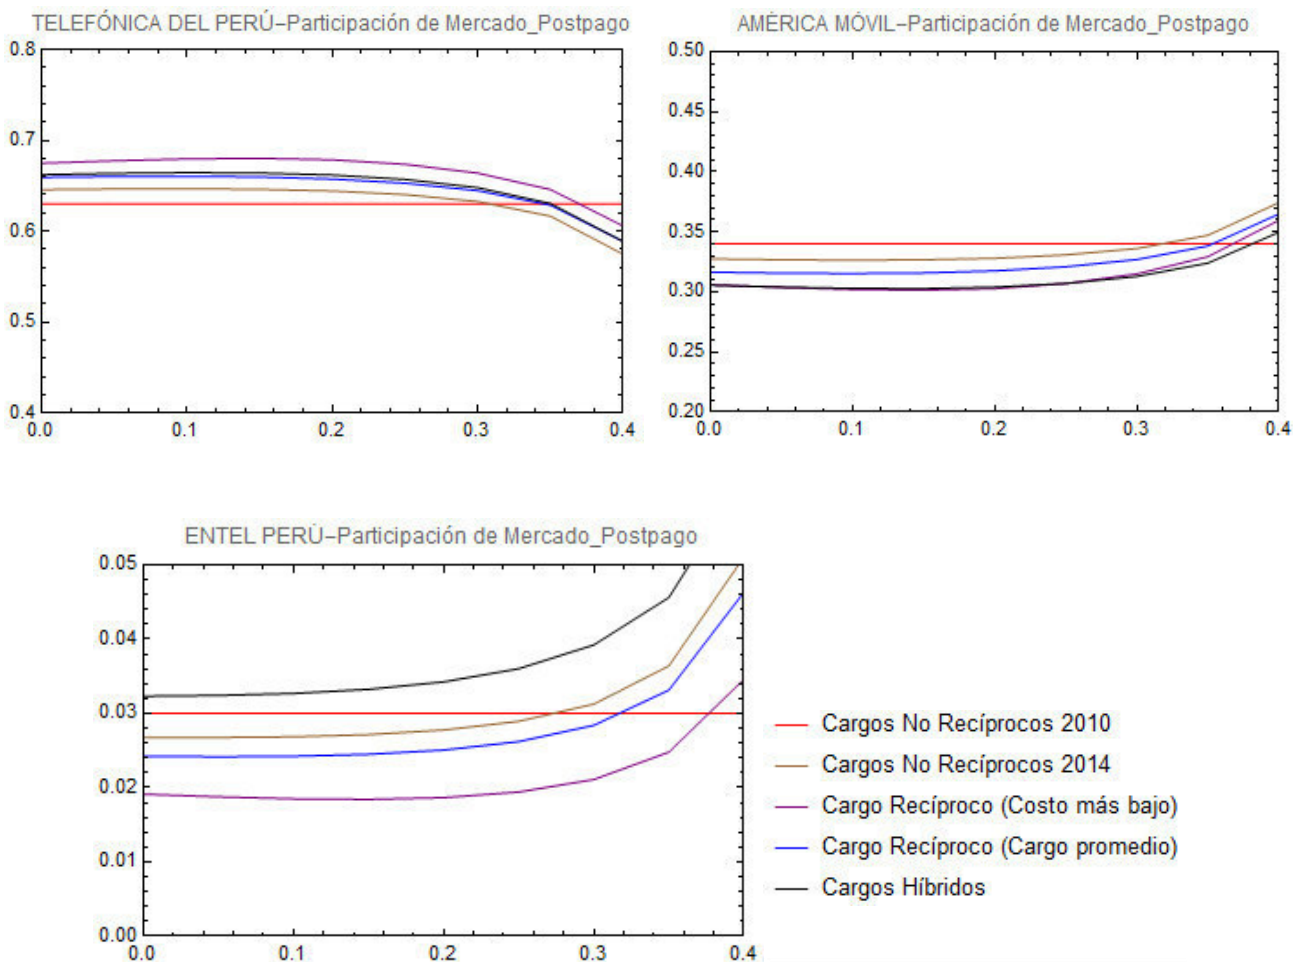 TELEFÓNICA DEL PERÚ–Participación de Mercado_Postpago
0.8
0.7
0.6
0.5
0.4
0.0 0.1 0.2 0.3 0.4
AMÉRICA MÓVIL–Participación de Mercado_Postpago
0.50
0.45
0.40
0.35
0.30
0.25
0.20
0.0 0.1 0.2 0.3 0.4
ENTEL PERÚ–Participación de Mercado_Postpago
0.05
0.04
0.03
0.02
0.01
0.00
0.0 0.1 0.2 0.3 0.4
Cargos No Recíprocos 2010
Cargos No Recíprocos 2014
Cargo Recíproco (Costo más bajo)
Cargo Recíproco (Cargo promedio)
Cargos Híbridos